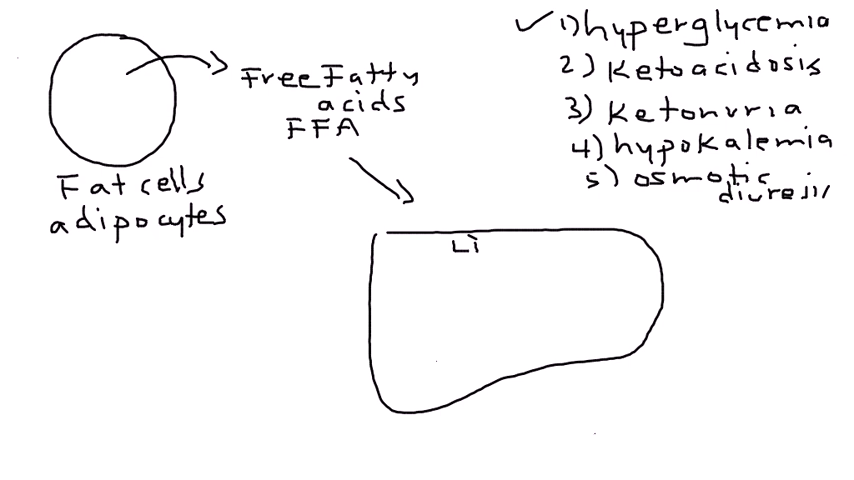 ✓ 1) hyperglycemia
2) Ketoacidosis
3) Ketonuria
4) hypokalemia
5) osmotic
diuresis
Free Fatty
acids
FFA
Fat cells
adipocytes
Li